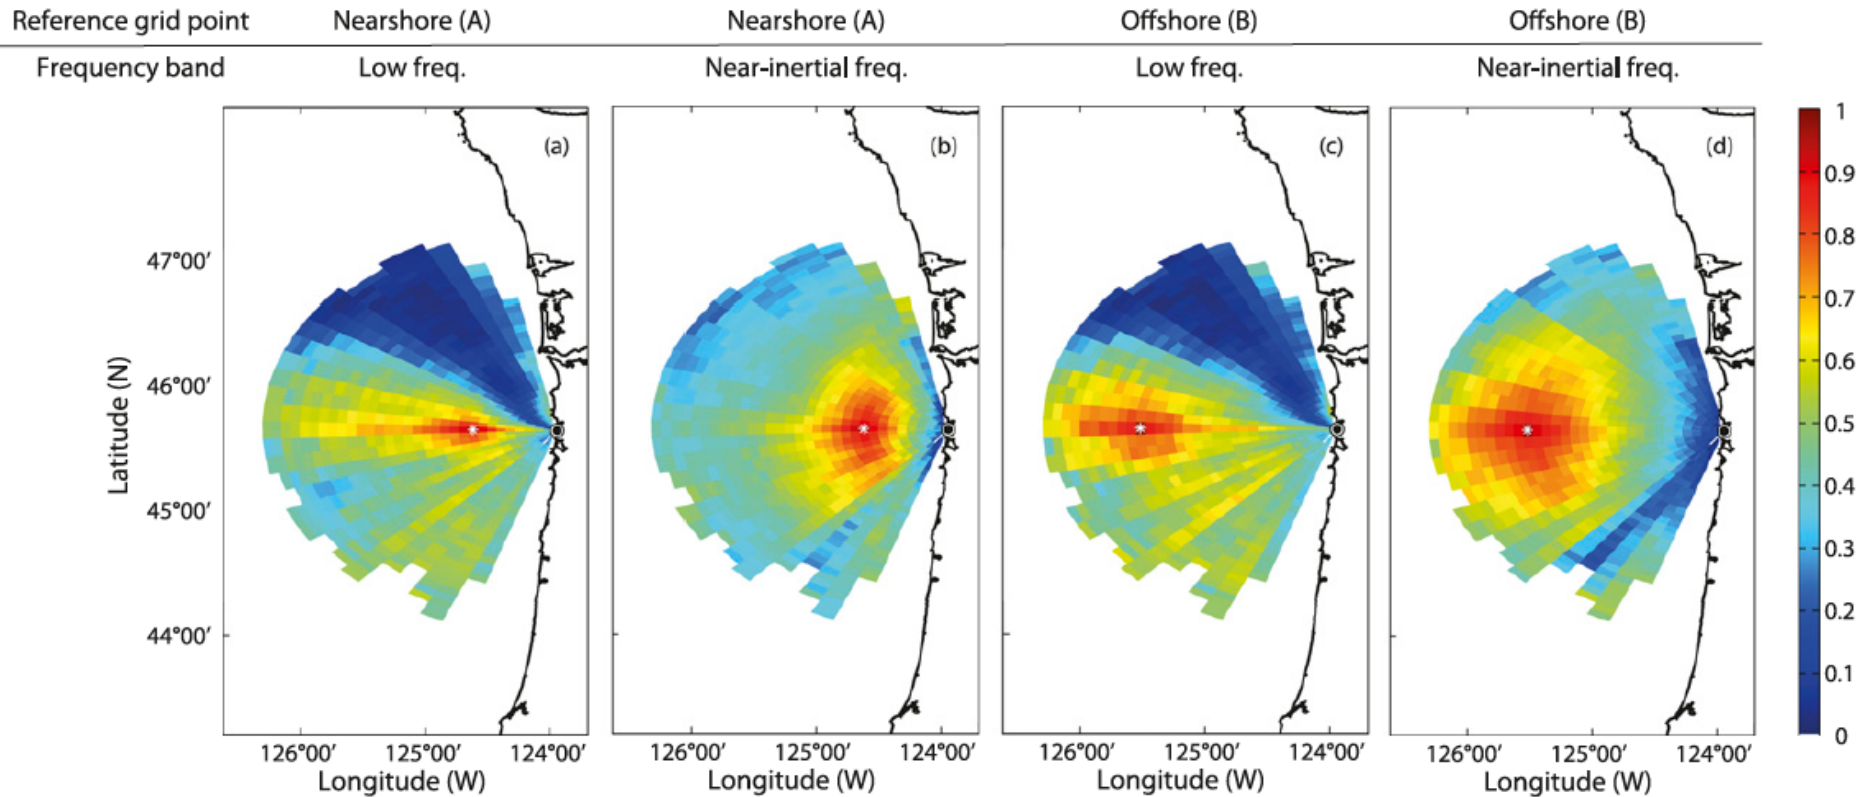 Reference grid point Nearshore (A) Nearshore (A) Offshore (B) Offshore (B)
Frequency band Low freq. Near-inertial freq. Low freq. Near-inertial freq.
(a) (b) (c) (d)
Latitude (N)
47°00′
46°00′
45°00′
44°00′
126°00′ 125°00′ 124°00′ 126°00′ 125°00′ 124°00′ 126°00′ 125°00′ 124°00′ 126°00′ 125°00′ 124°00′
Longitude (W) Longitude (W) Longitude (W) Longitude (W)
1
0.9
0.8
0.7
0.6
0.5
0.4
0.3
0.2
0.1
0